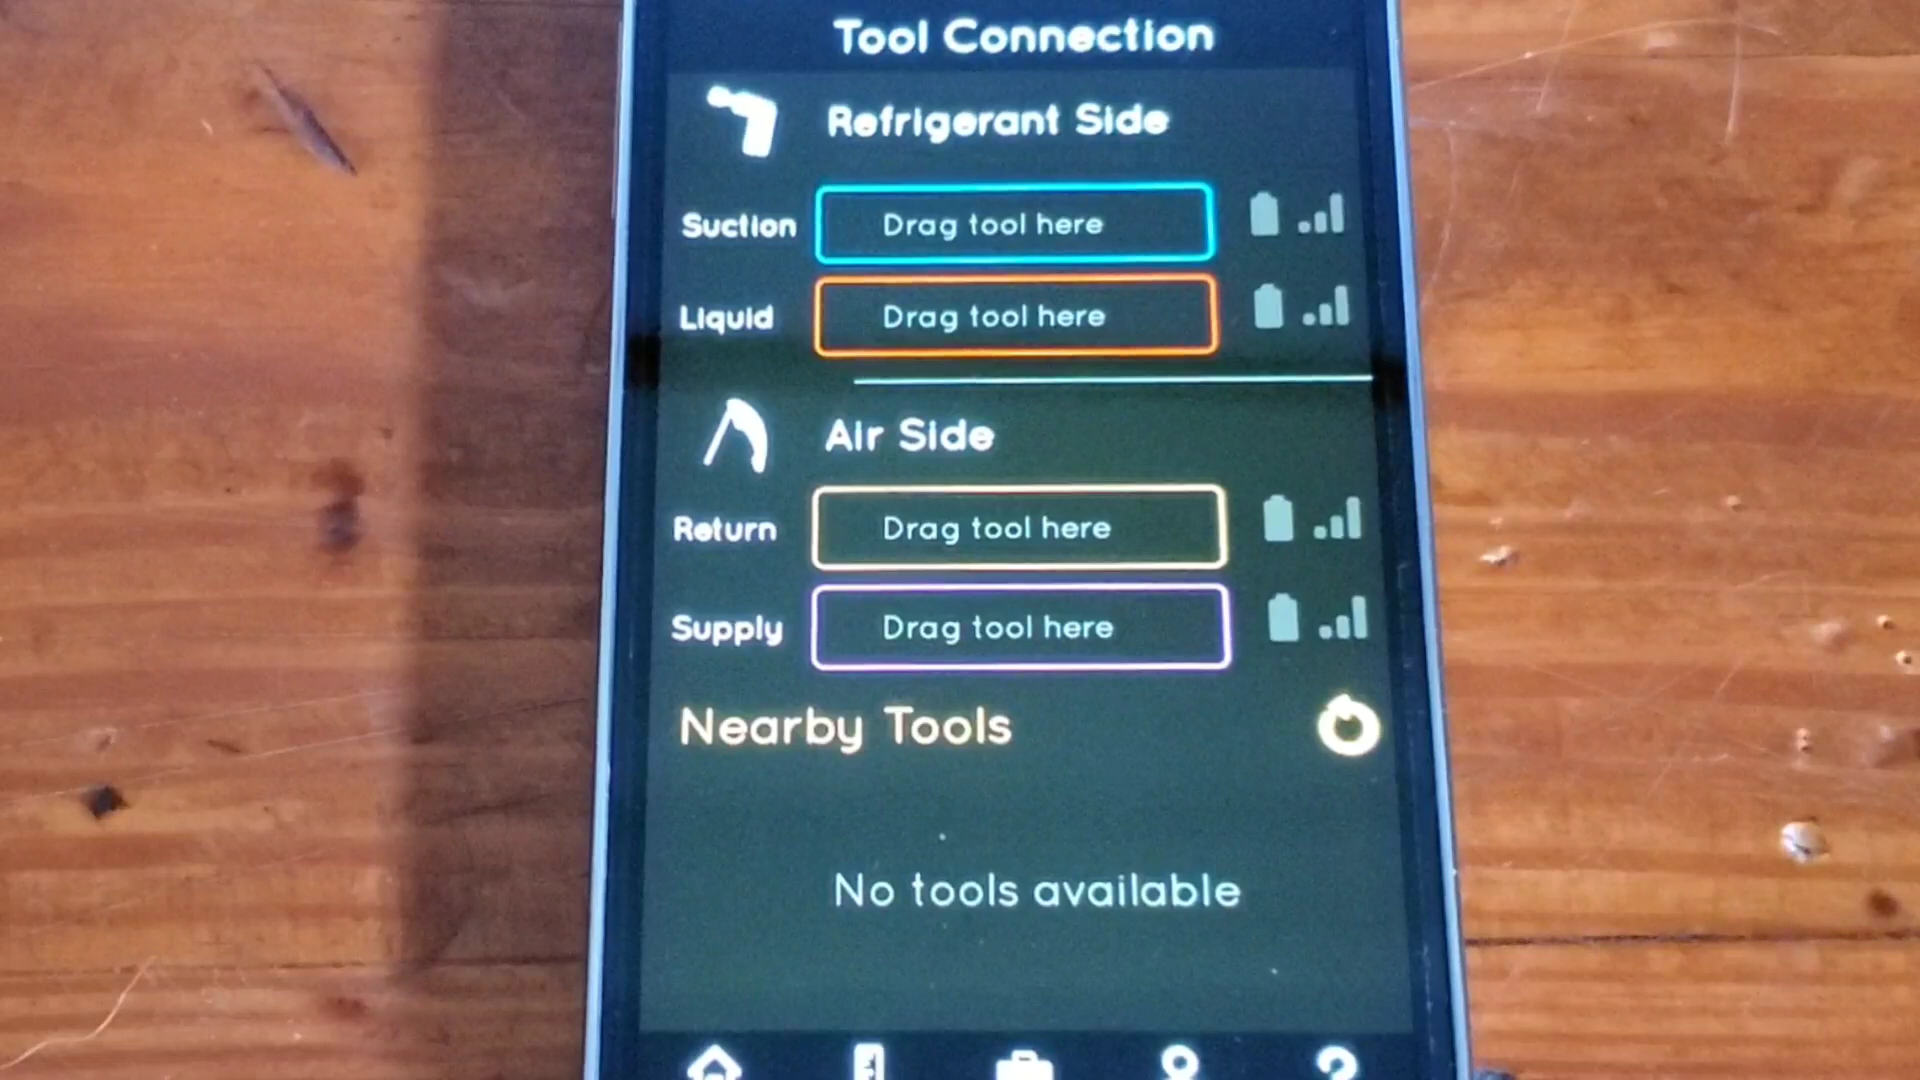 Tool Connection
Refrigerant Side
Suction Drag tool here
Liquid Drag tool here
Air Side
Return Drag tool here
Supply Drag tool here
Nearby Tools
No tools available